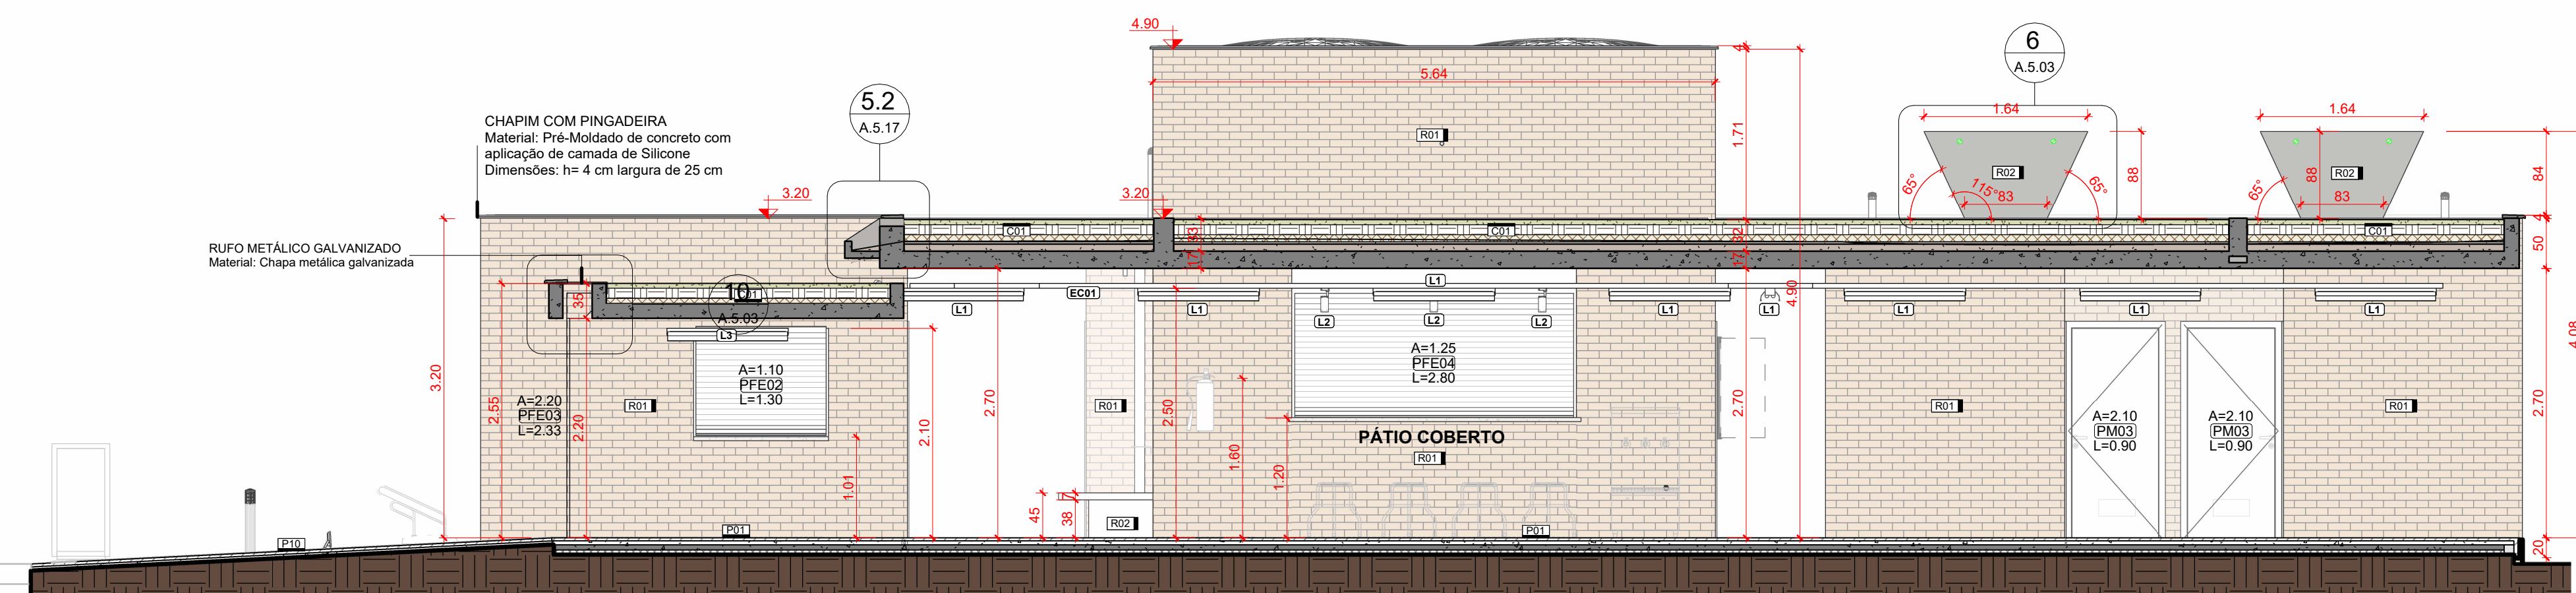 4.90
6
A.5.03
5.64
4
5.2
A.5.17
1.64
1.64
CHAPIM COM PINGADEIRA
Material: Pré-Moldado de concreto com
aplicação de camada de Silicone
Dimensões: h= 4 cm largura de 25 cm
R01
1.71
R02
88
R02
88
84
65°
115°
83
65°
65°
83
3.20
3.20
4
RUFO METÁLICO GALVANIZADO
Material: Chapa metálica galvanizada
C01
33
C01
32
C01
50
17
17
10
A.5.03
35
L1
EC01
L1
L1
L1
L1
L1
L1
L1
L2
L2
L2
L3
4.90
4.08
A=1.10
PFE02
L=1.30
A=1.25
PFE04
L=2.80
3.20
2.55
A=2.20
PFE03
L=2.33
2.20
R01
2.10
2.70
R01
2.50
2.70
R01
R01
2.70
A=2.10
PM03
L=0.90
A=2.10
PM03
L=0.90
PÁTIO COBERTO
R01
1.01
1.60
1.20
45
7
38
R02
P10
P01
P01
20